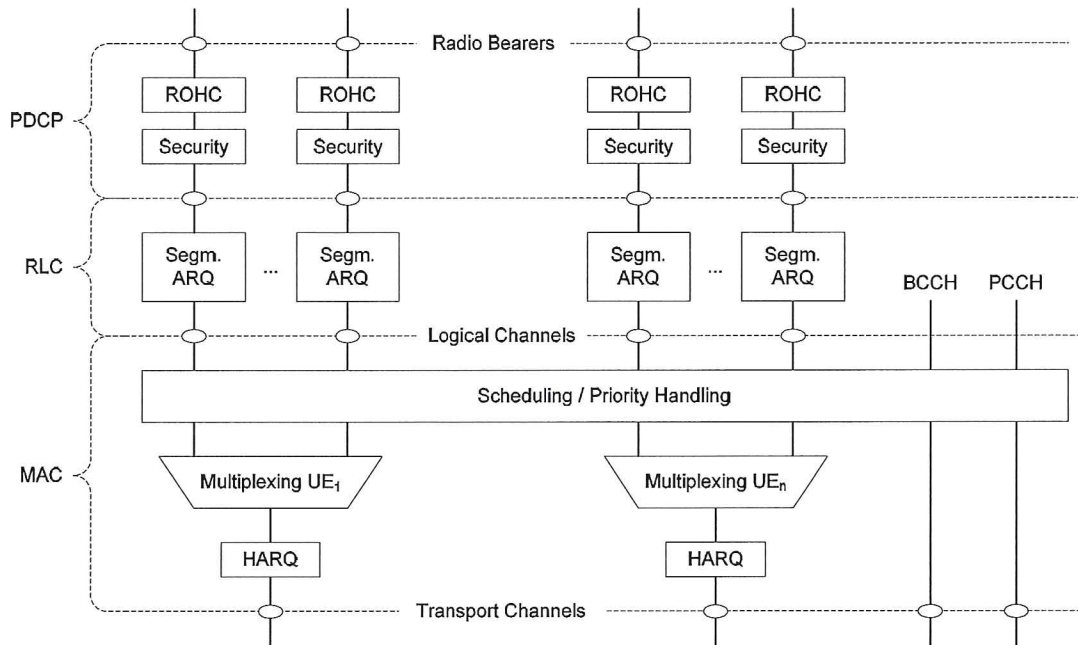 Radio Bearers
ROHC ROHC ROHC ROHC
PDCP
Security Security Security Security
Segm. Segm. Segm. Segm.
RLC
ARQ ... ARQ ARQ ... ARQ
BCCH PCCH
Logical Channels
Scheduling / Priority Handling
MAC
Multiplexing UE₁ Multiplexing UEₙ
HARQ HARQ
Transport Channels